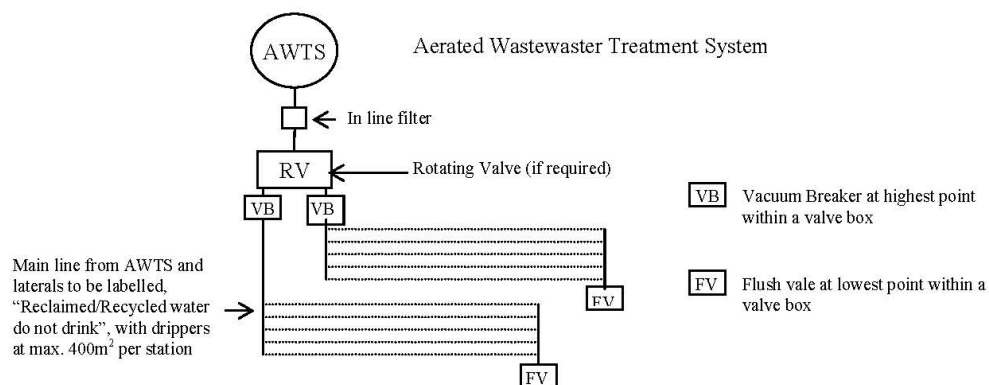 AWTS
Aerated Wastewaster Treatment System
In line filter
RV
Rotating Valve (if required)
VB
VB
VB
Vacuum Breaker at highest point
within a valve box
Main line from AWTS and
laterals to be labelled,
“Reclaimed/Recycled water
do not drink”, with drippers
at max. 400m² per station
FV
FV
Flush vale at lowest point within a
valve box
FV